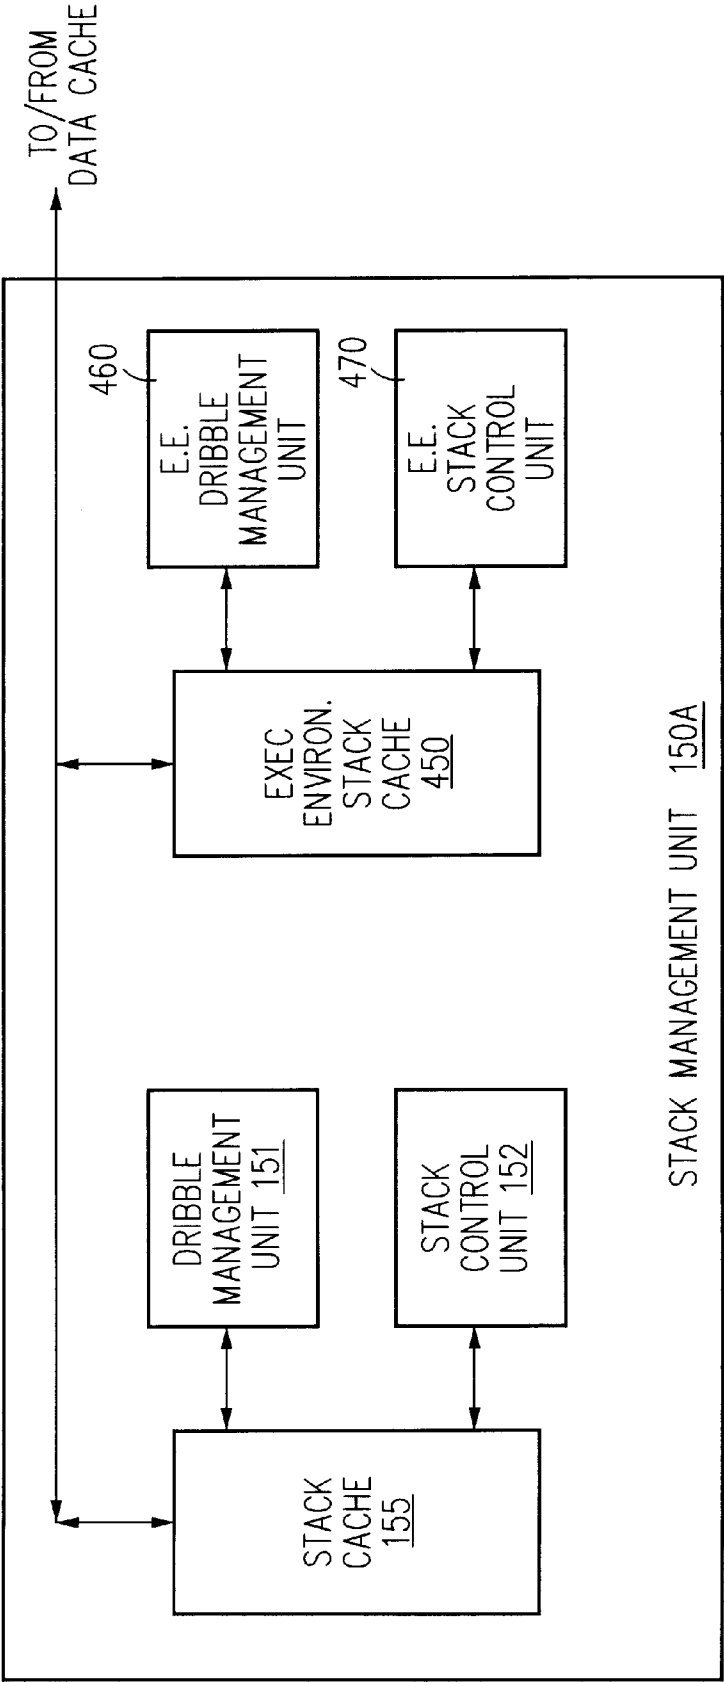 TO/FROM
DATA CACHE
STACK
CACHE
155
DRIBBLE
MANAGEMENT
UNIT 151
STACK
CONTROL
UNIT 152
EXEC
ENVIRON.
STACK
CACHE
450
460
E.E.
DRIBBLE
MANAGEMENT
UNIT
470
E.E.
STACK
CONTROL
UNIT
STACK MANAGEMENT UNIT 150A